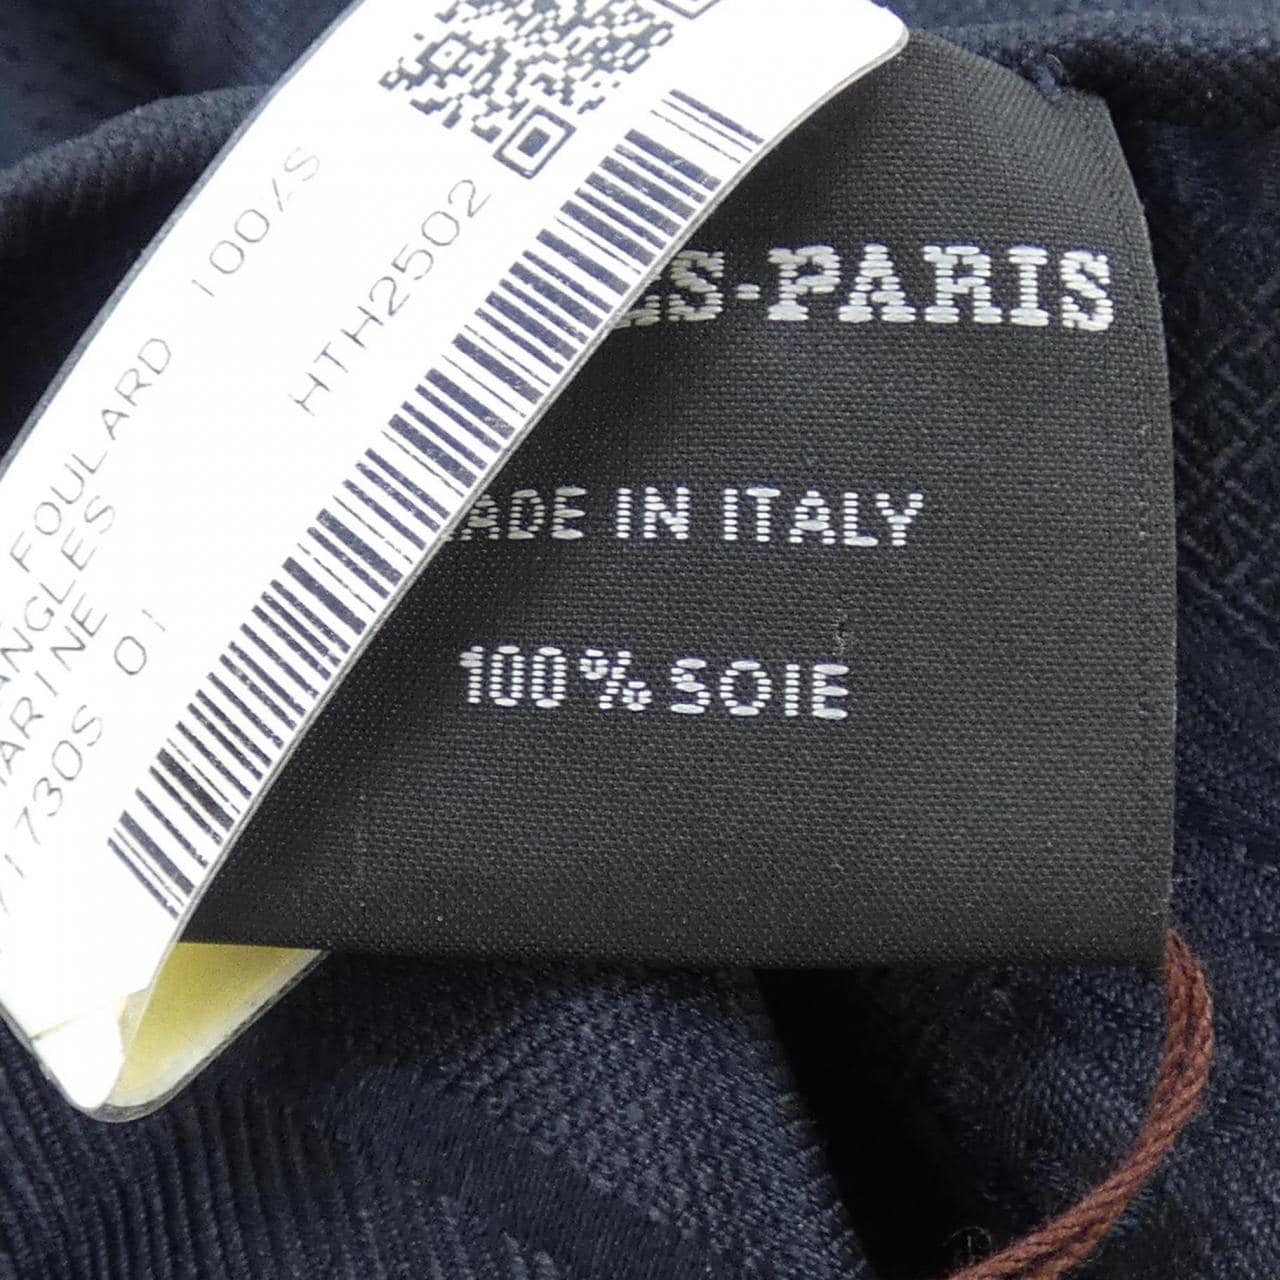 FOULARD 100/S
ANGLES
ARINE
1730S 01
HTH2502
ES-PARIS
ADE IN ITALY
100% SOIE